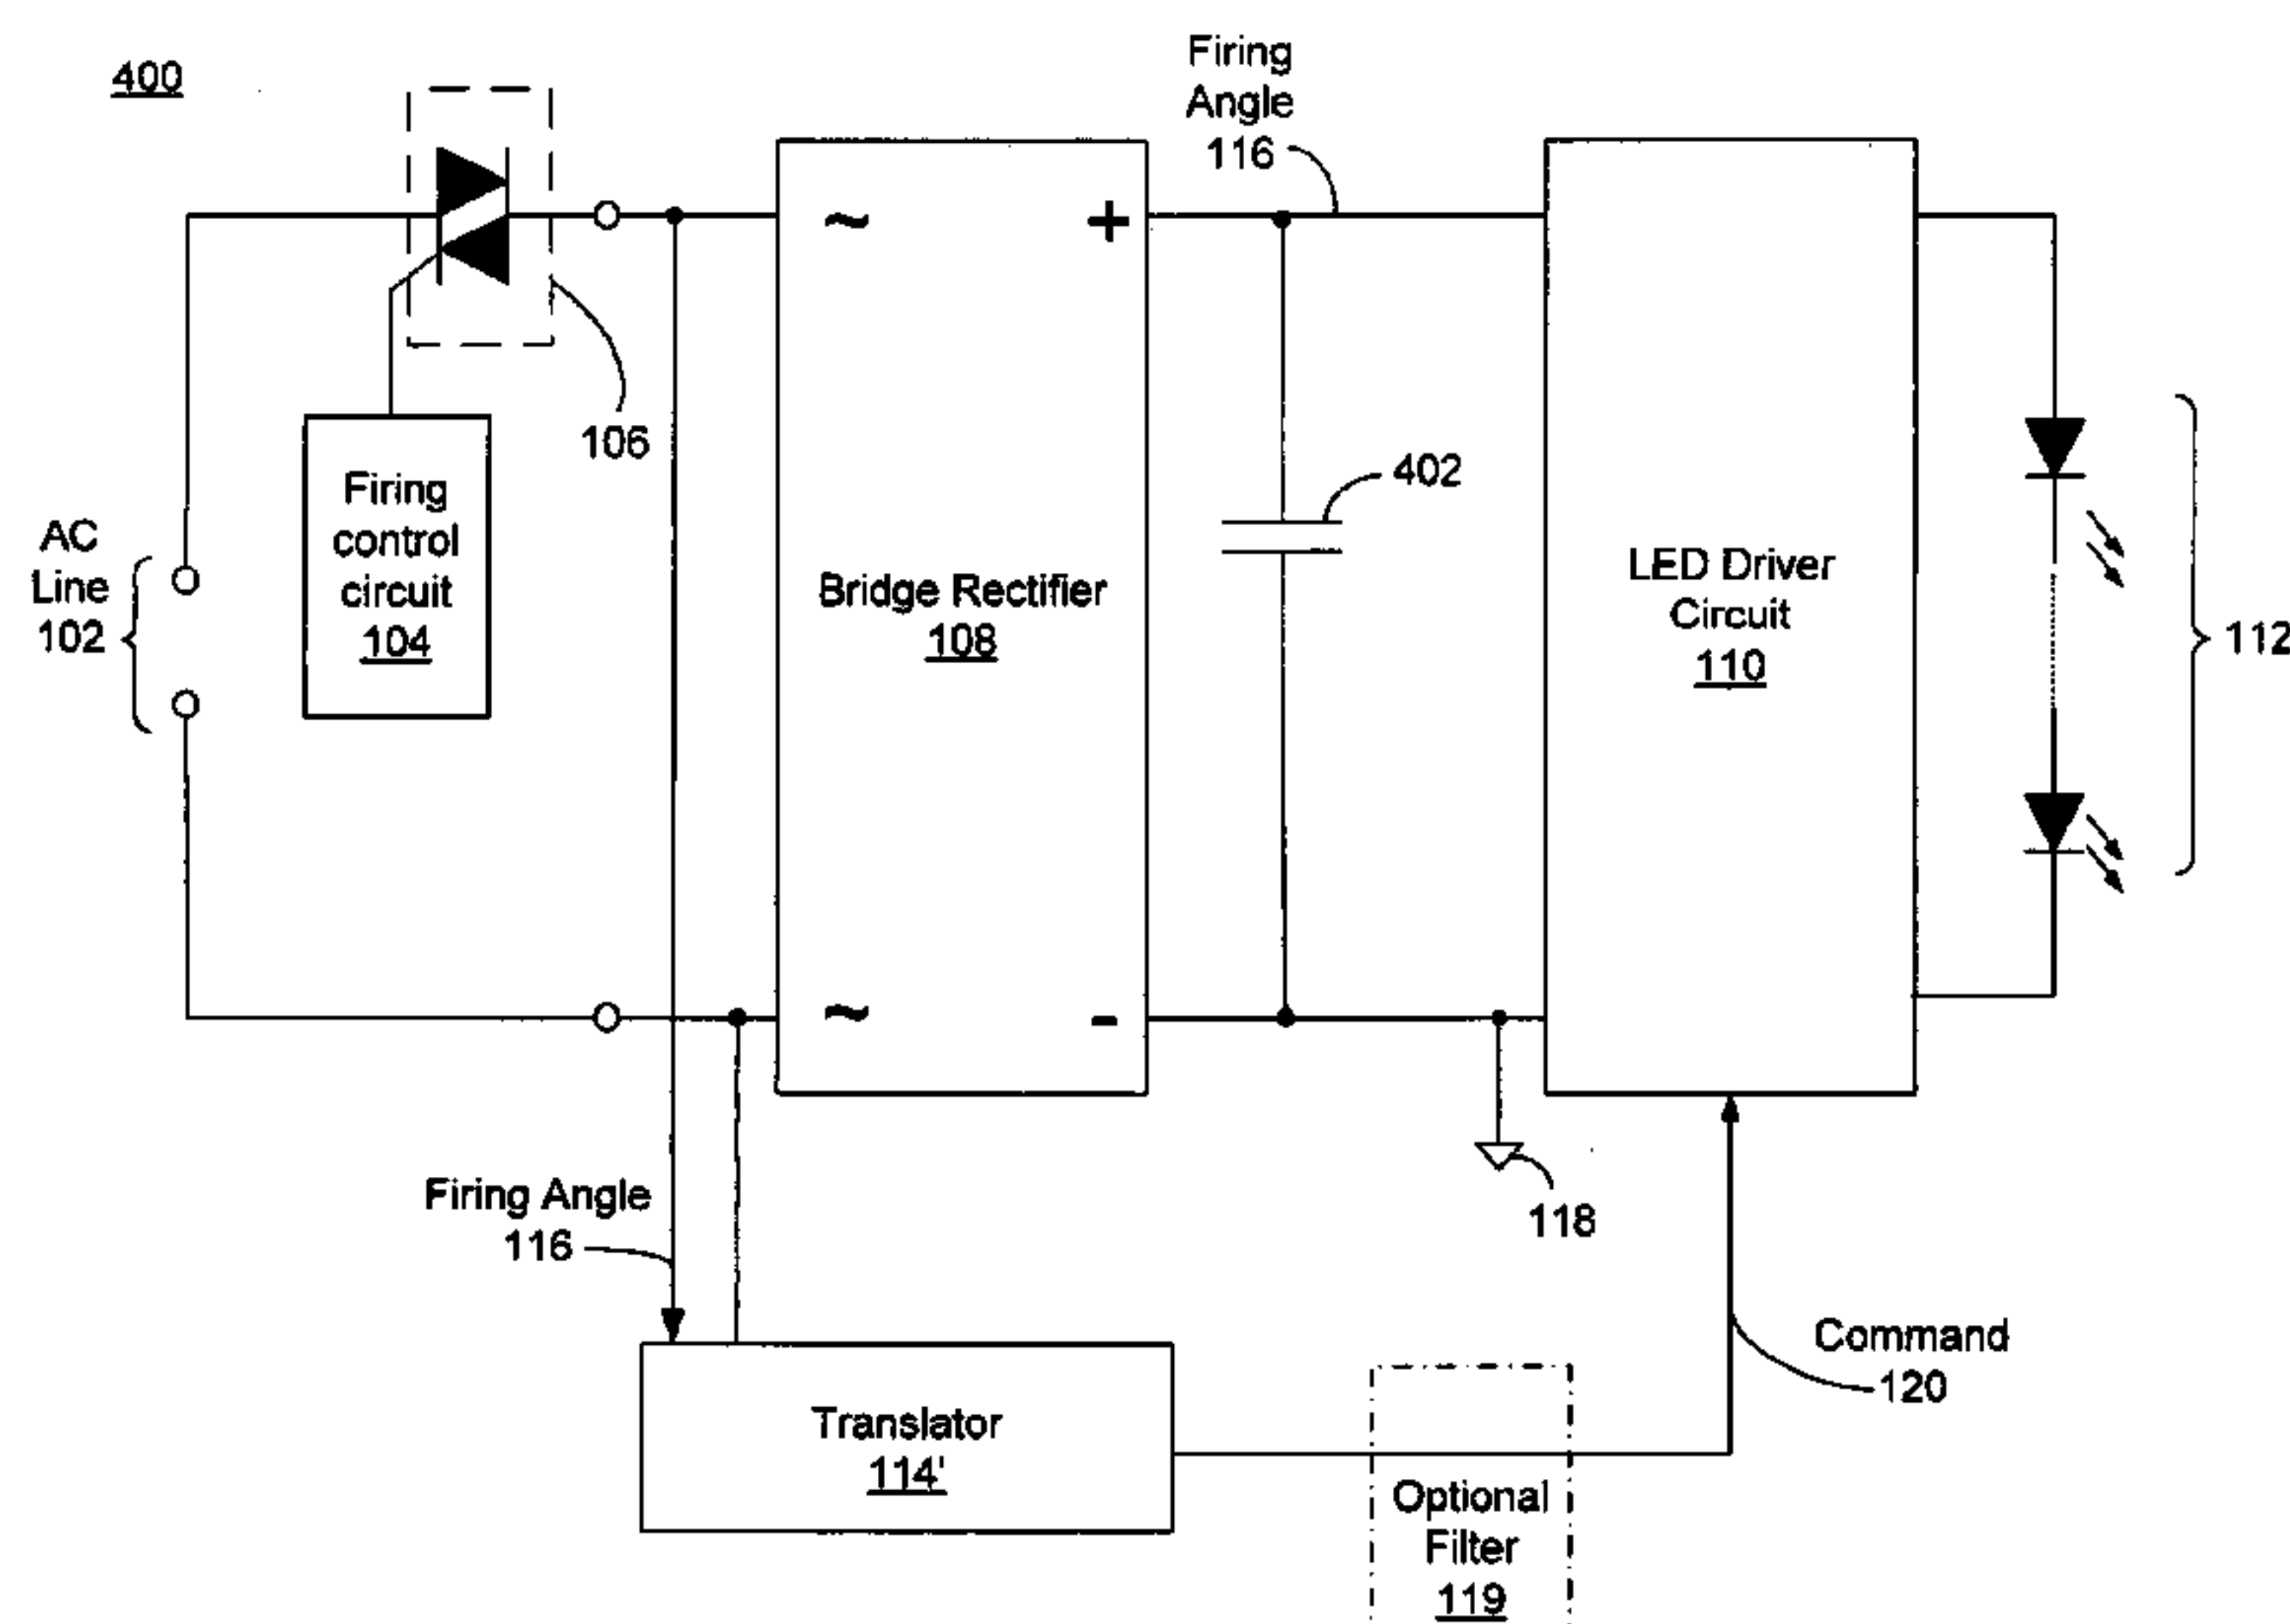 400
Firing
Angle
116
106
Firing
control
circuit
104
AC
Line
102
~
+
~
-
Bridge Rectifier
108
402
LED Driver
Circuit
110
112
118
Firing Angle
116
Command
120
Translator
114'
Optional
Filter
119